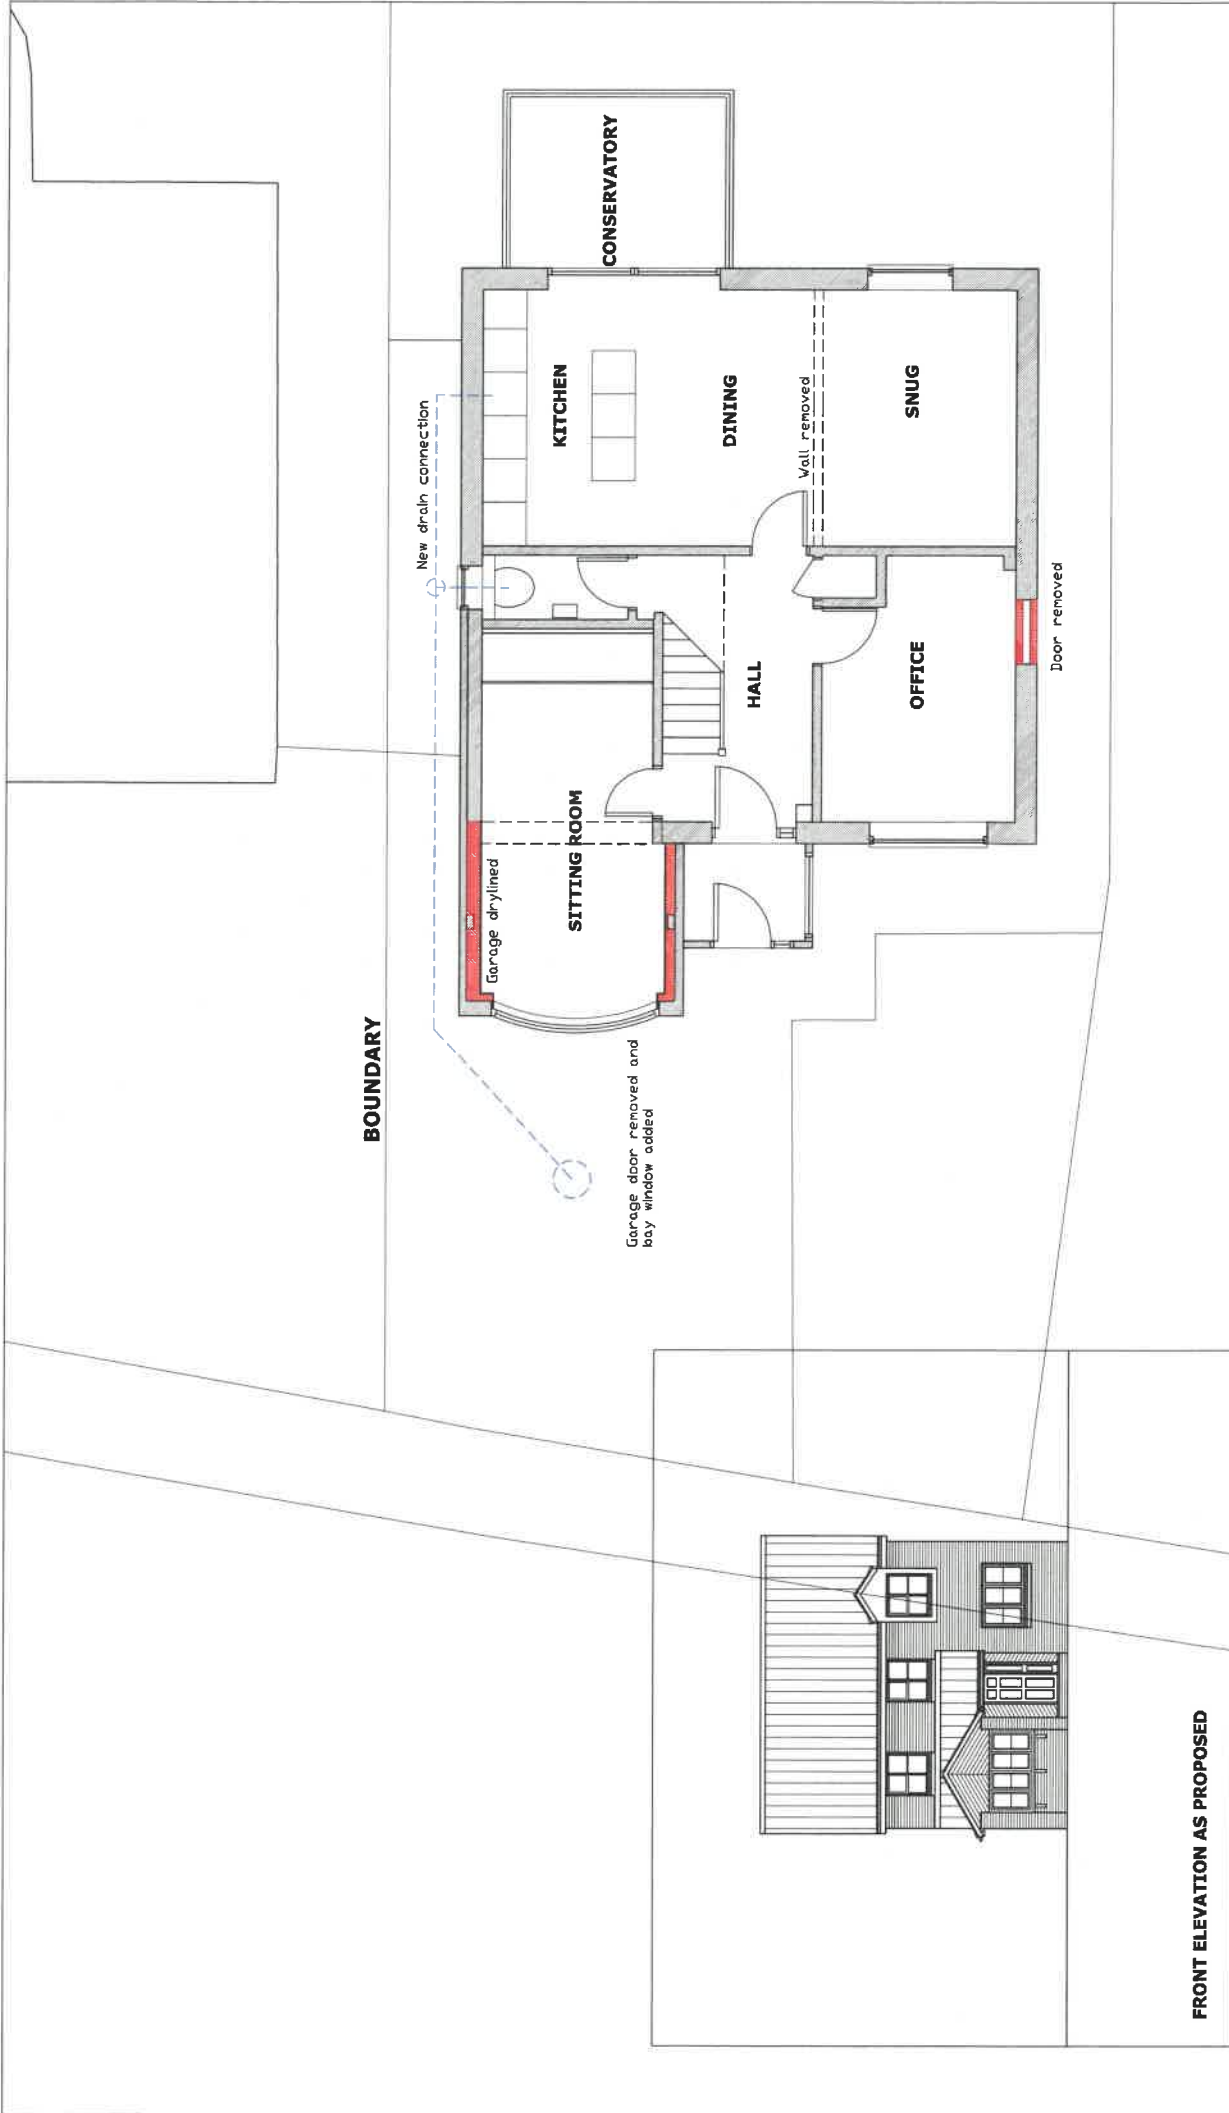 BOUNDARY
New drain connection
CONSERVATORY
KITCHEN
DINING
Wall removed
SNUG
HALL
OFFICE
Door removed
SITTING ROOM
Garage drylined
Garage door removed and
bay window added
FRONT ELEVATION AS PROPOSED